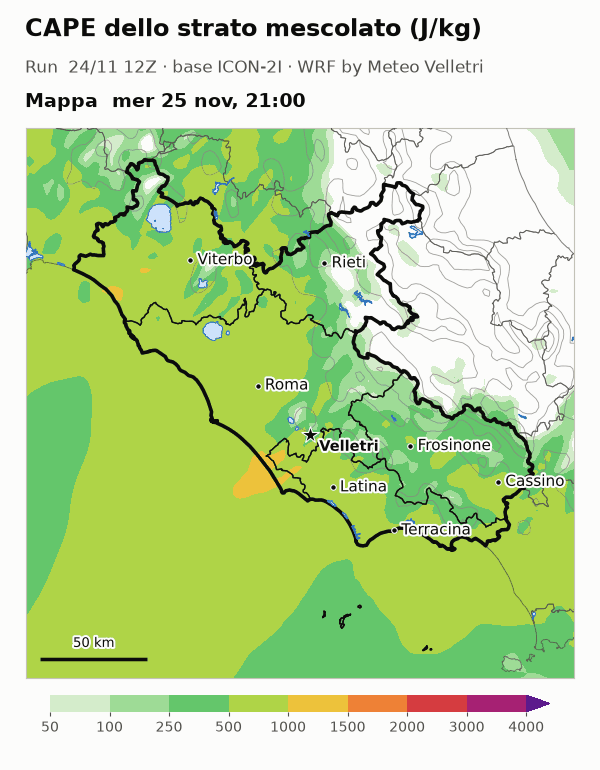 CAPE dello strato mescolato (J/kg)
Run  24/11 12Z · base ICON-2I · WRF by Meteo Velletri
Mappa  mer 25 nov, 21:00
Viterbo
Rieti
Roma
Velletri
Frosinone
Cassino
Latina
Terracina
50 km
50 100 250 500 1000 1500 2000 3000 4000